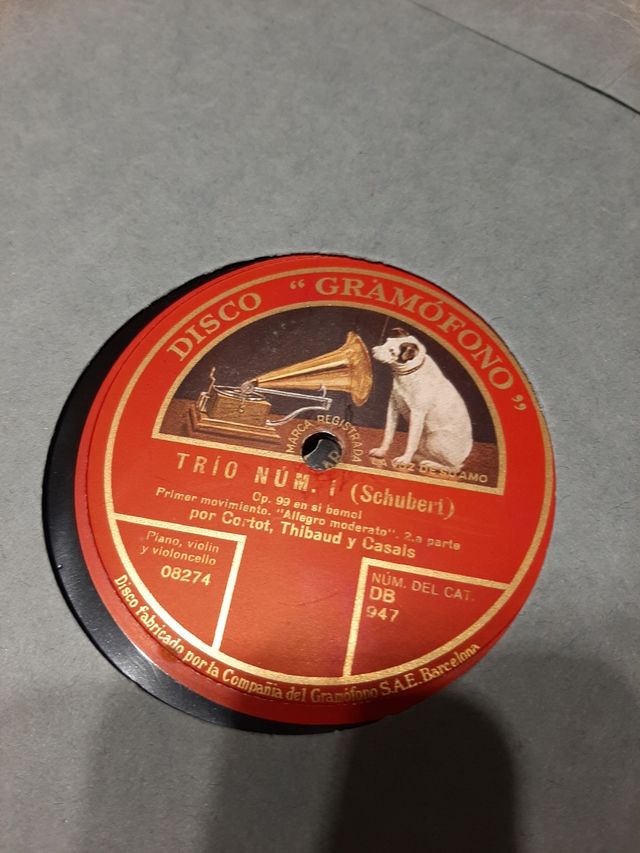 DISCO "GRAMÓFONO"
MARCA REGISTRADA
LA VOZ DE SU AMO
TRÍO NÚM. 1 (Schubert)
Op. 99 en si bemol
Primer movimiento. "Allegro moderato". 2.a parte
por Cortot, Thibaud y Casals
Piano, violin
y violoncello
08274
NÚM. DEL CAT.
DB
947
Disco fabricado por la Compañia del Gramófono S.A.E. Barcelona